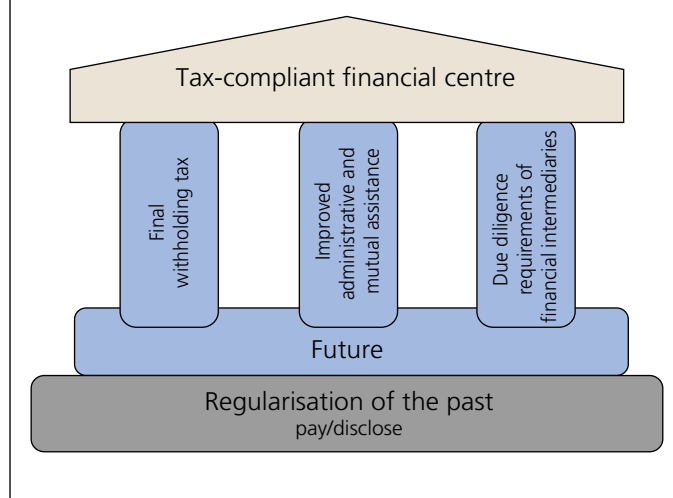 Tax-compliant financial centre
Final
withholding tax
Improved
administrative and
mutual assistance
Due diligence
requirements of
financial intermediaries
Future
Regularisation of the past
pay/disclose